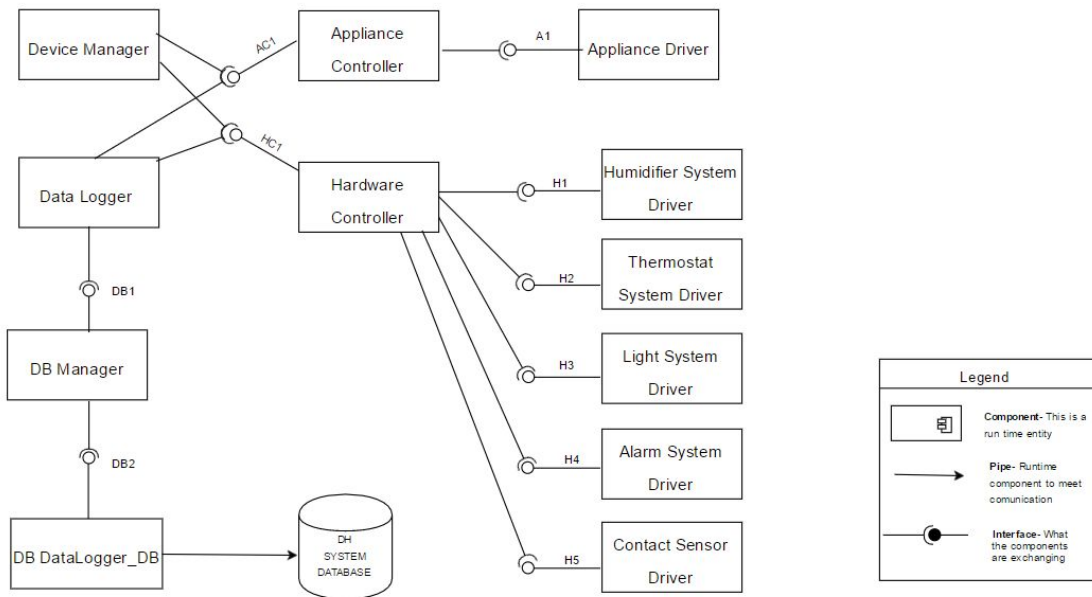 Device Manager
AC1
Appliance
Controller
A1
Appliance Driver
HC1
Data Logger
Hardware
Controller
H1
Humidifier System
Driver
H2
Thermostat
System Driver
DB1
DB Manager
H3
Light System
Driver
DB2
H4
Alarm System
Driver
DB DataLogger_DB
DH
SYSTEM
DATABASE
H5
Contact Sensor
Driver
Legend
Component- This is a
run time entity
Pipe- Runtime
component to meet
comunication
Interface- What
the components
are exchanging